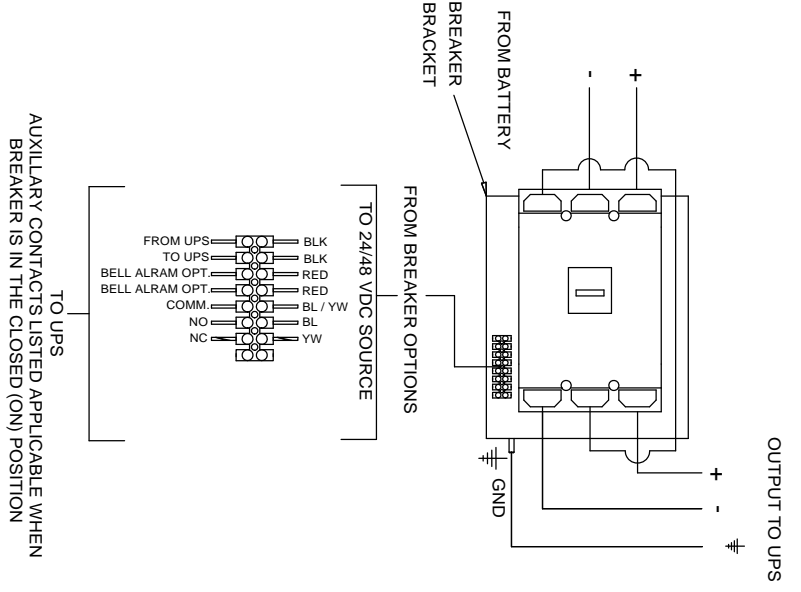 FROM BATTERY
BREAKER
BRACKET
-
+
OUTPUT TO UPS
+
-
GND
FROM BREAKER OPTIONS
TO 24/48 VDC SOURCE
FROM UPS BLK
TO UPS BLK
BELL ALRAM OPT. RED
BELL ALRAM OPT. RED
COMM. BL / YW
NO BL
NC YW
TO UPS
AUXILLARY CONTACTS LISTED APPLICABLE WHEN
BREAKER IS IN THE CLOSED (ON) POSITION